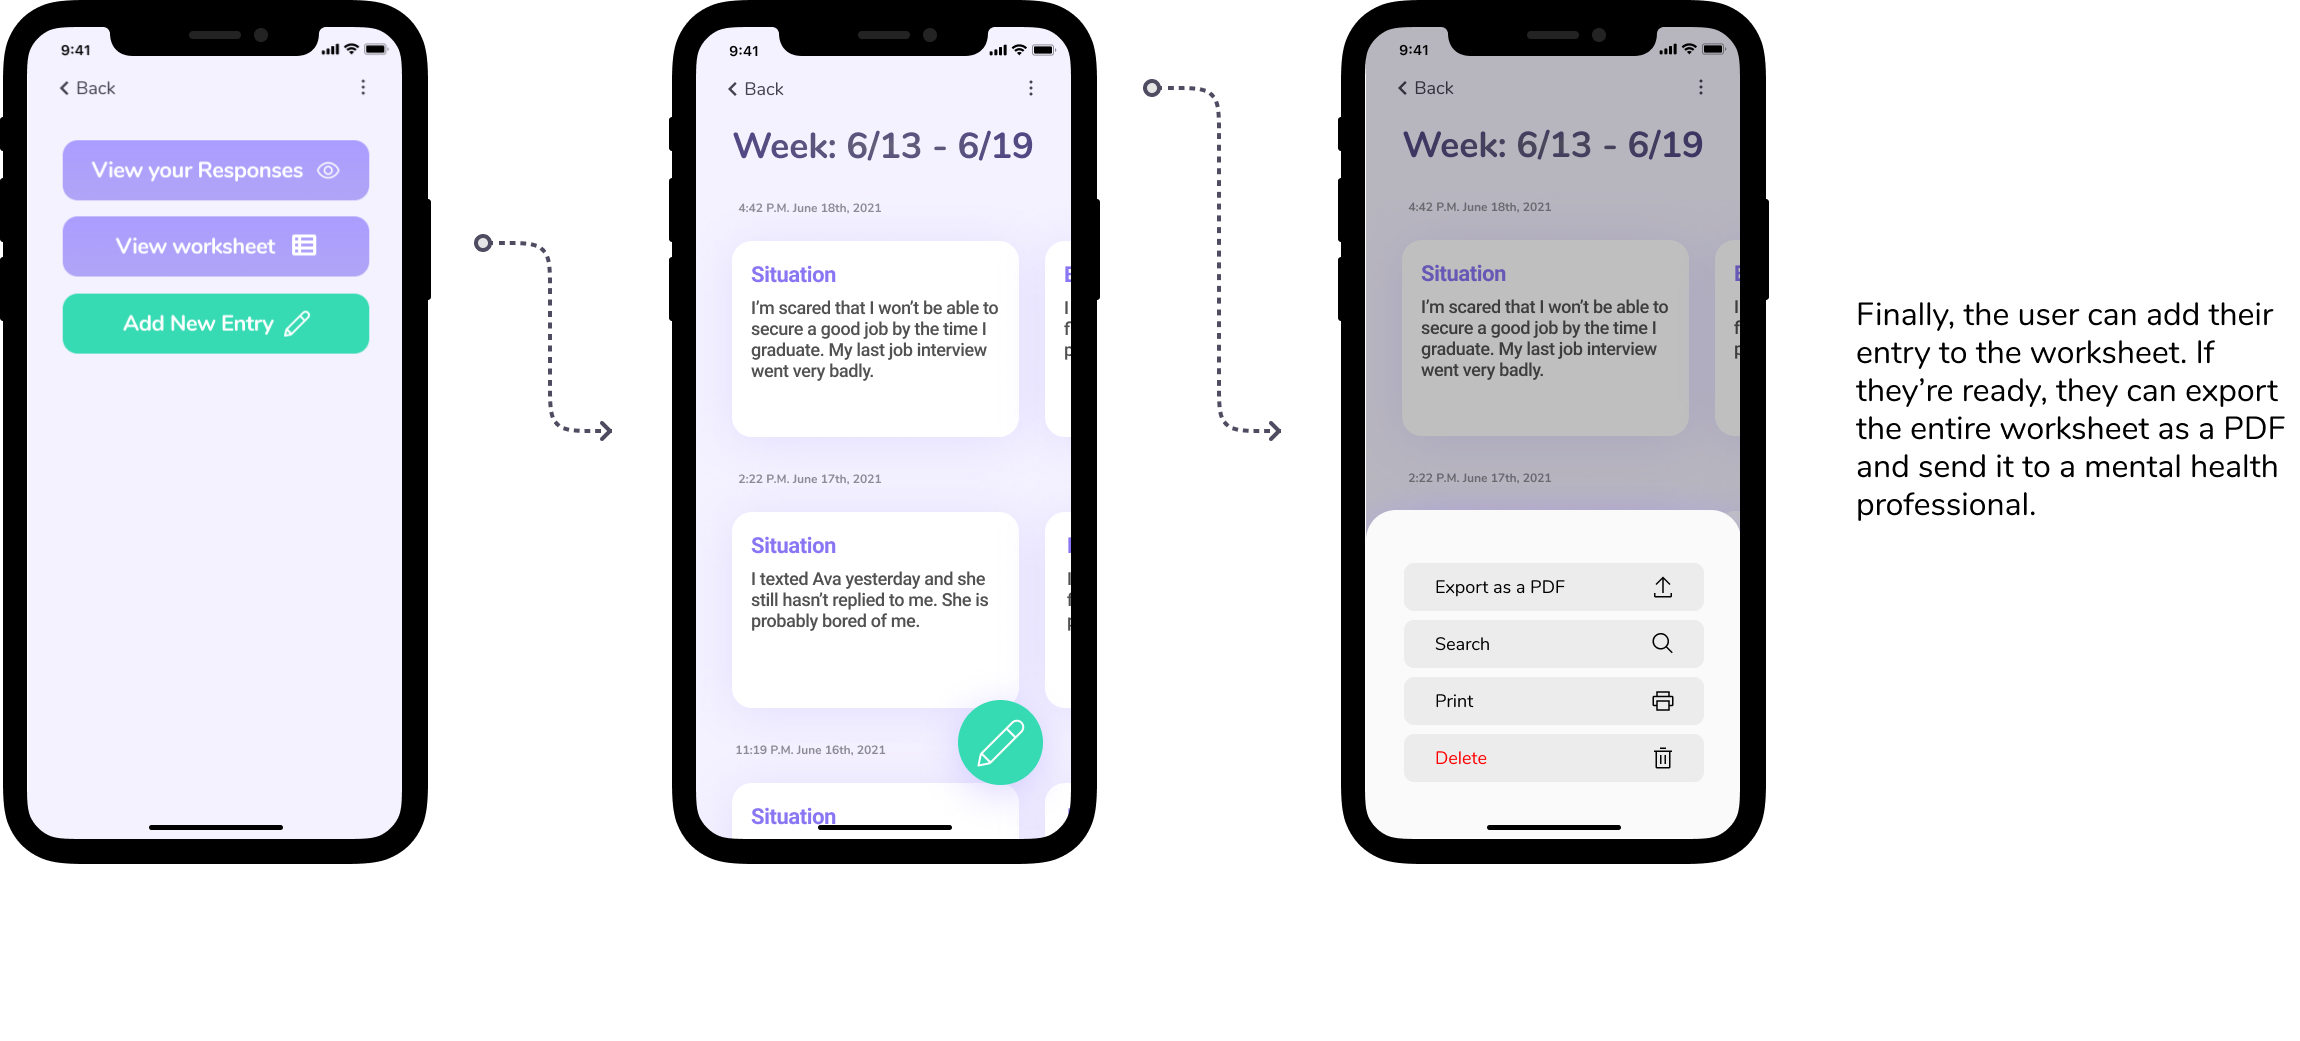 9:41
Back
View your Responses
View worksheet
Add New Entry
9:41
Back
Week: 6/13 - 6/19
4:42 P.M. June 18th, 2021
Situation
I’m scared that I won’t be able to
secure a good job by the time I
graduate. My last job interview
went very badly.
2:22 P.M. June 17th, 2021
Situation
I texted Ava yesterday and she
still hasn’t replied to me. She is
probably bored of me.
11:19 P.M. June 16th, 2021
Situation
9:41
Back
Week: 6/13 - 6/19
4:42 P.M. June 18th, 2021
Situation
I’m scared that I won’t be able to
secure a good job by the time I
graduate. My last job interview
went very badly.
2:22 P.M. June 17th, 2021
Export as a PDF
Search
Print
Delete
Finally, the user can add their
entry to the worksheet. If
they’re ready, they can export
the entire worksheet as a PDF
and send it to a mental health
professional.